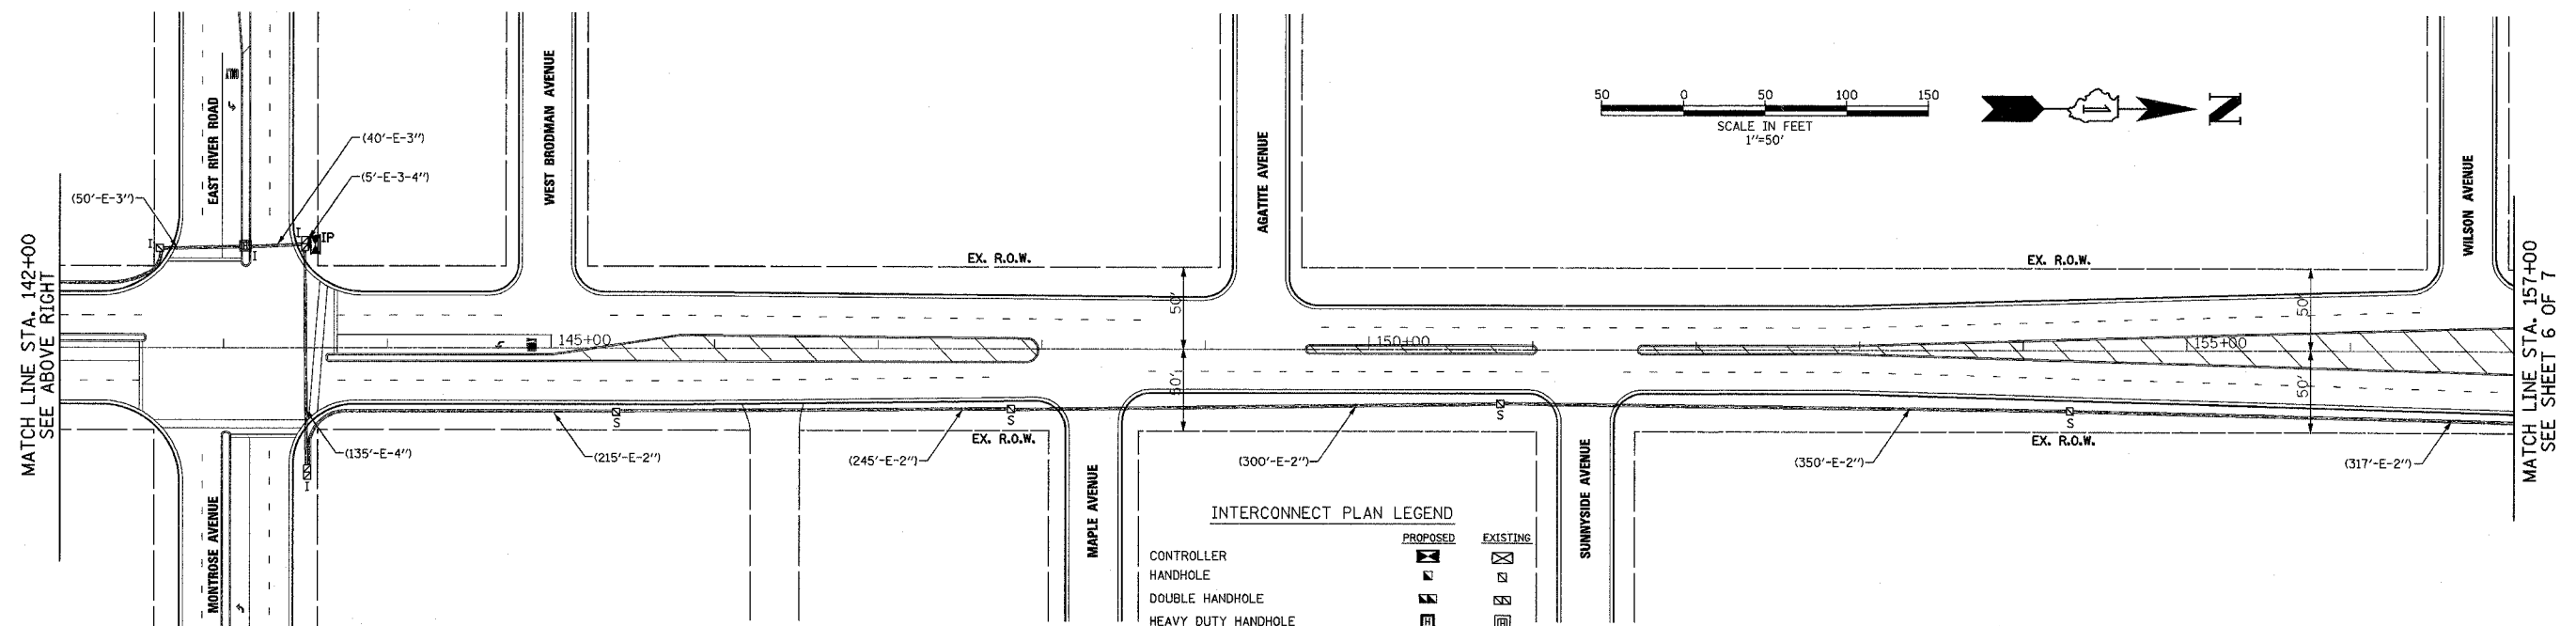 MATCH LINE STA. 142+00
SEE ABOVE RIGHT
EAST RIVER ROAD
ONLY
(50'-E-3")
(40'-E-3")
(5'-E-3-4")
I
I
I
IP
WEST BRODMAN AVENUE
EX. R.O.W.
AGATITE AVENUE
50 0 50 100 150
SCALE IN FEET
1"=50'
1
N
EX. R.O.W.
WILSON AVENUE
MATCH LINE STA. 157+00
SEE SHEET 6 OF 7
145+00
150+00
155+00
50'
50'
50'
50'
MONTROSE AVENUE
I
(135'-E-4")
(215'-E-2")
S
(245'-E-2")
S
EX. R.O.W.
MAPLE AVENUE
(300'-E-2")
S
SUNNYSIDE AVENUE
(350'-E-2")
S
EX. R.O.W.
(317'-E-2")
INTERCONNECT PLAN LEGEND
PROPOSED EXISTING
CONTROLLER
HANDHOLE
DOUBLE HANDHOLE
HEAVY DUTY HANDHOLE H H